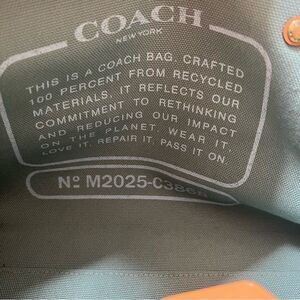 COACH
NEW YORK
THIS IS A COACH BAG. CRAFTED
100 PERCENT FROM RECYCLED
MATERIALS, IT REFLECTS OUR
COMMITMENT TO RETHINKING
AND REDUCING OUR IMPACT
ON THE PLANET. WEAR IT.
LOVE IT. REPAIR IT. PASS IT ON.
Nº M2025-C3868